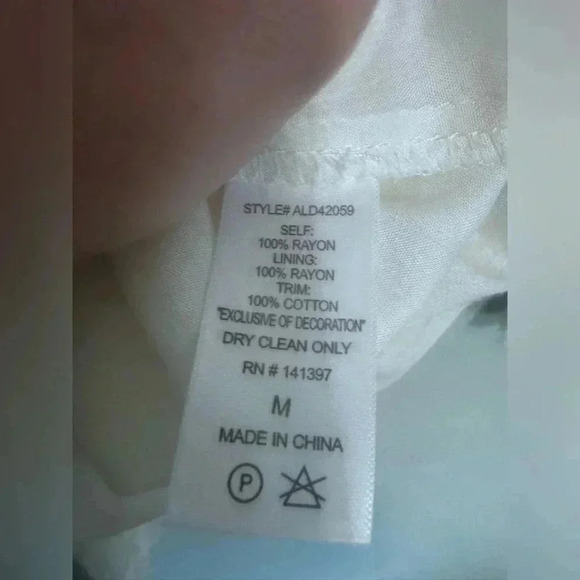 STYLE# ALD42059
SELF:
100% RAYON
LINING:
100% RAYON
TRIM:
100% COTTON
"EXCLUSIVE OF DECORATION"
DRY CLEAN ONLY
RN # 141397
M
MADE IN CHINA
P